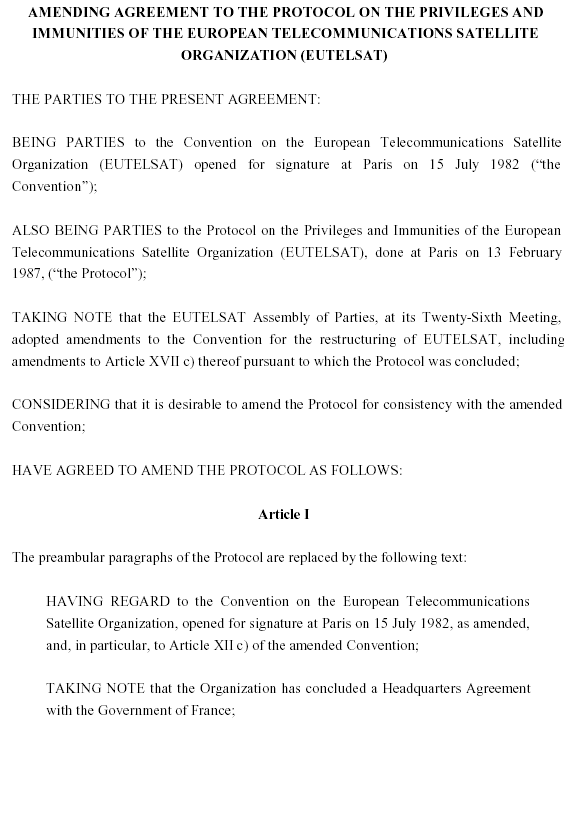 AMENDING AGREEMENT TO THE PROTOCOL ON THE PRIVILEGES AND
IMMUNITIES OF THE EUROPEAN TELECOMMUNICATIONS SATELLITE
ORGANIZATION (EUTELSAT)
THE PARTIES TO THE PRESENT AGREEMENT:
BEING PARTIES to the Convention on the European Telecommunications Satellite
Organization (EUTELSAT) opened for signature at Paris on 15 July 1982 (“the
Convention”);
ALSO BEING PARTIES to the Protocol on the Privileges and Immunities of the European
Telecommunications Satellite Organization (EUTELSAT), done at Paris on 13 February
1987, (“the Protocol”);
TAKING NOTE that the EUTELSAT Assembly of Parties, at its Twenty-Sixth Meeting,
adopted amendments to the Convention for the restructuring of EUTELSAT, including
amendments to Article XVII c) thereof pursuant to which the Protocol was concluded;
CONSIDERING that it is desirable to amend the Protocol for consistency with the amended
Convention;
HAVE AGREED TO AMEND THE PROTOCOL AS FOLLOWS:
Article I
The preambular paragraphs of the Protocol are replaced by the following text:
HAVING REGARD to the Convention on the European Telecommunications
Satellite Organization, opened for signature at Paris on 15 July 1982, as amended,
and, in particular, to Article XII c) of the amended Convention;
TAKING NOTE that the Organization has concluded a Headquarters Agreement
with the Government of France;